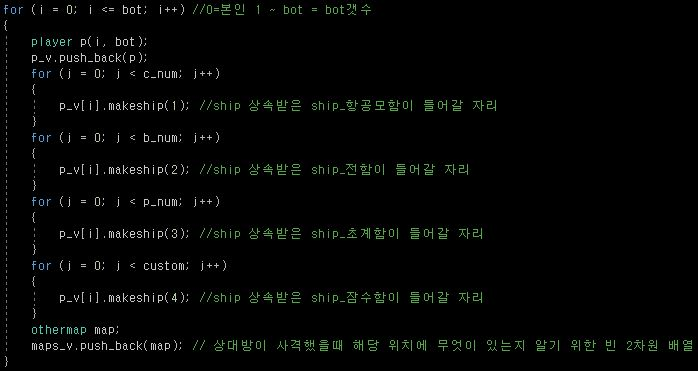 for (i = 0; i <= bot; i++) //0=본인 1 ~ bot = bot갯수
{
player p(i, bot);
p_v.push_back(p);
for (j = 0; j < c_num; j++)
{
p_v[i].makeship(1); //ship 상속받은 ship_항공모함이 들어갈 자리
}
for (j = 0; j < b_num; j++)
{
p_v[i].makeship(2); //ship 상속받은 ship_전함이 들어갈 자리
}
for (j = 0; j < p_num; j++)
{
p_v[i].makeship(3); //ship 상속받은 ship_초계함이 들어갈 자리
}
for (j = 0; j < custom; j++)
{
p_v[i].makeship(4); //ship 상속받은 ship_잠수함이 들어갈 자리
}
othermap map;
maps_v.push_back(map); // 상대방이 사격했을때 해당 위치에 무엇이 있는지 알기 위한 빈 2차원 배열
}